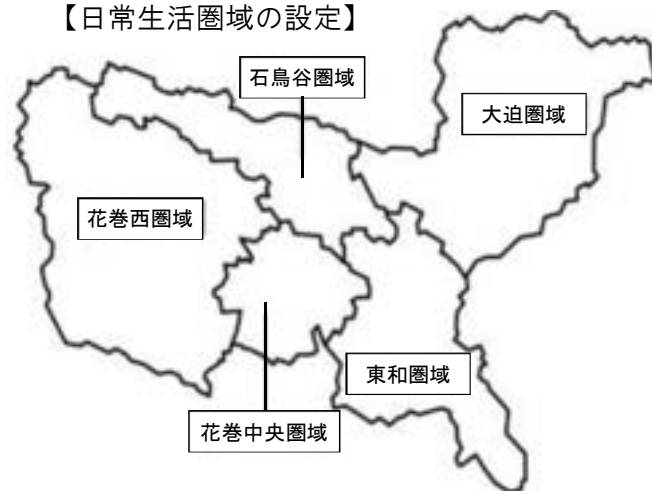 【日常生活圏域の設定】
石鳥谷圏域
大迫圏域
花巻西圏域
東和圏域
花巻中央圏域